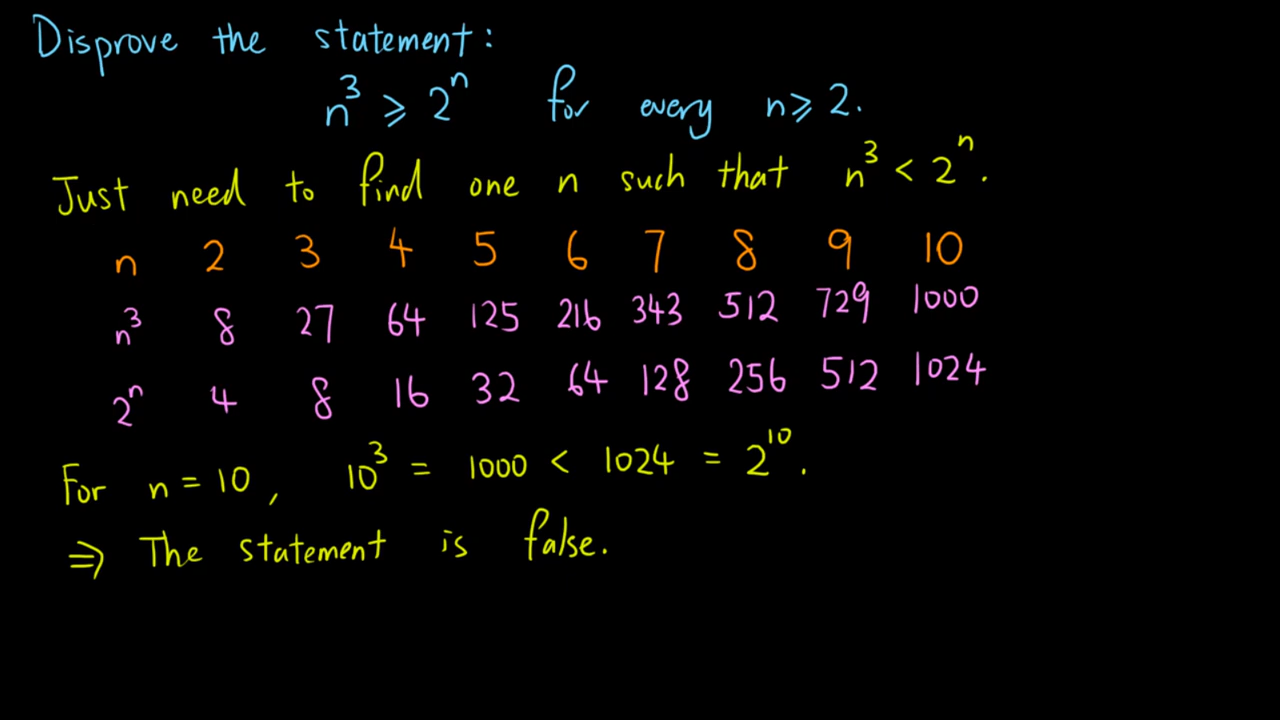 Disprove the statement:
n³ ⩾ 2ⁿ for every n ⩾ 2.
Just need to find one n such that n³ < 2ⁿ.
n 2 3 4 5 6 7 8 9 10
n³ 8 27 64 125 216 343 512 729 1000
2ⁿ 4 8 16 32 64 128 256 512 1024
For n = 10, 10³ = 1000 < 1024 = 2¹⁰.
⇒ The statement is false.